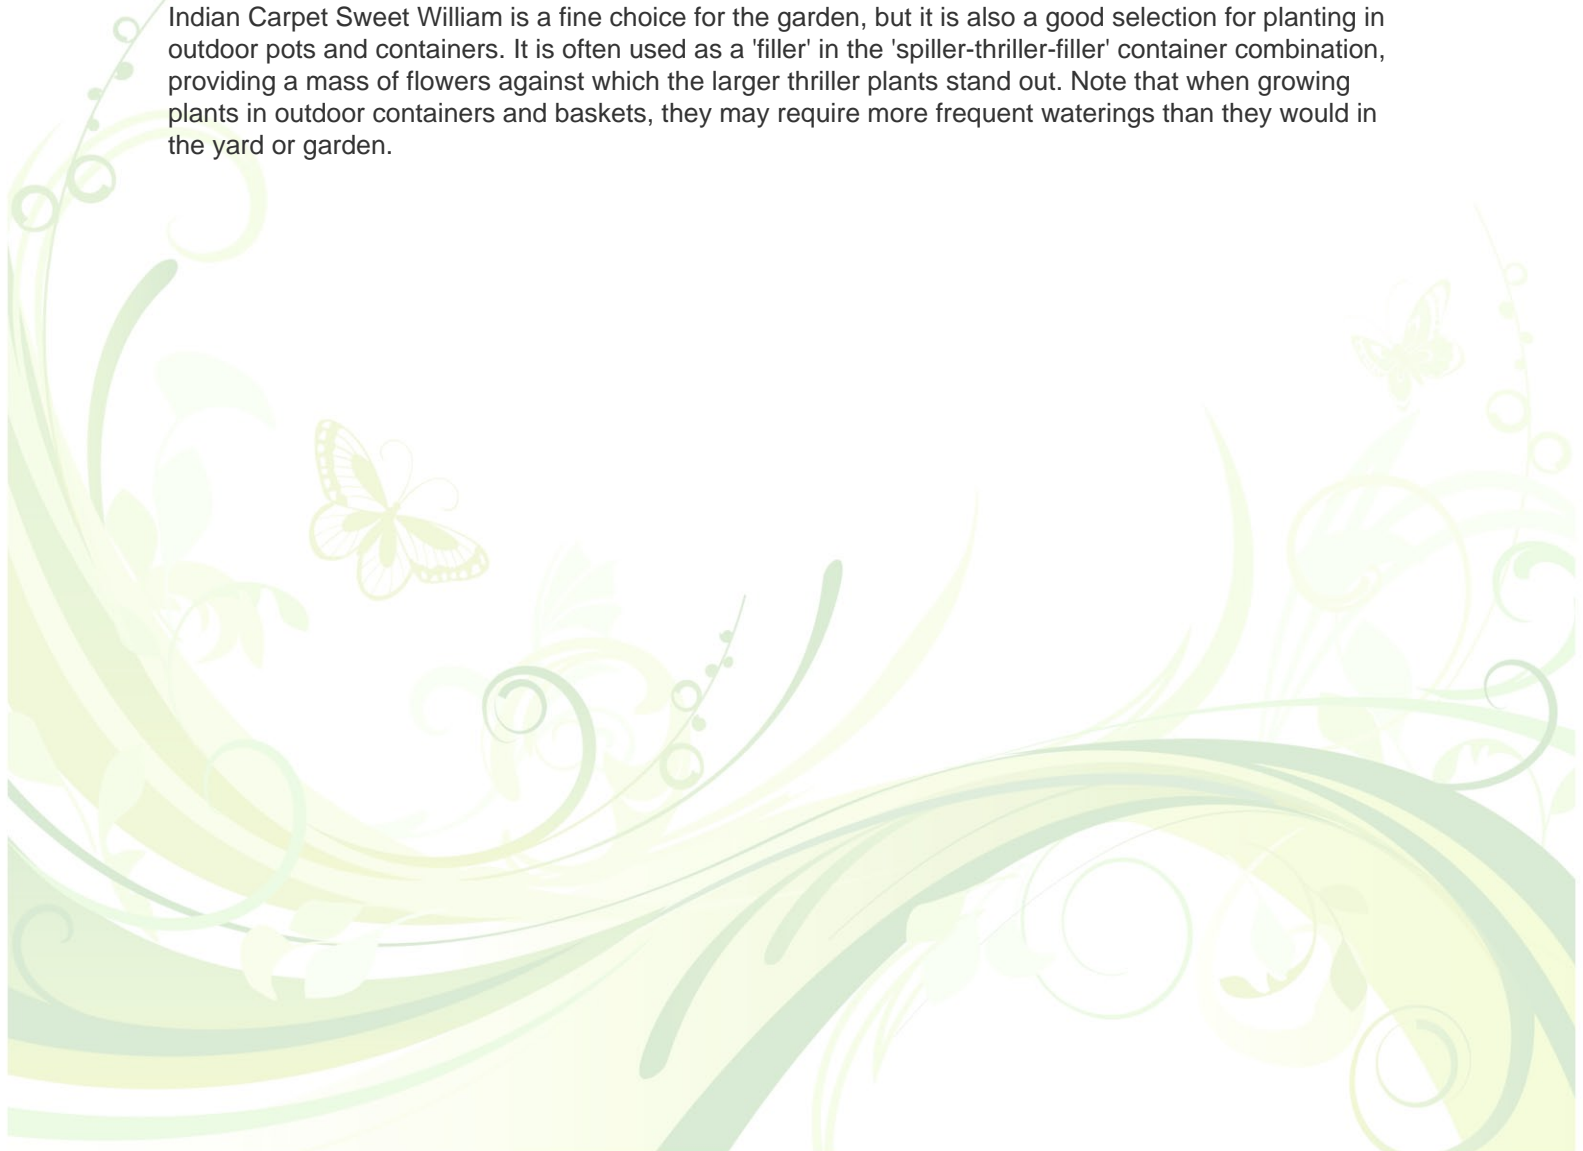 Indian Carpet Sweet William is a fine choice for the garden, but it is also a good selection for planting in
outdoor pots and containers. It is often used as a 'filler' in the 'spiller-thriller-filler' container combination,
providing a mass of flowers against which the larger thriller plants stand out. Note that when growing
plants in outdoor containers and baskets, they may require more frequent waterings than they would in
the yard or garden.